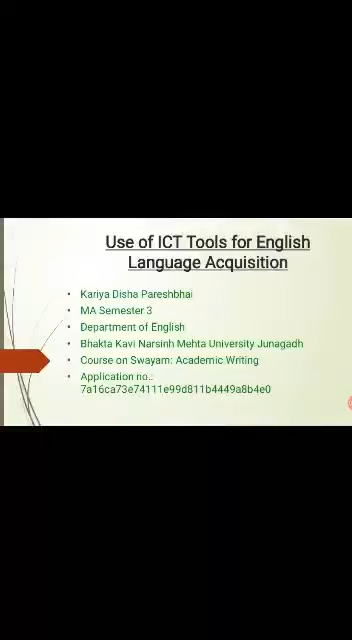 Use of ICT Tools for English
Language Acquisition
• Kariya Disha Pareshbhai
• MA Semester 3
• Department of English
• Bhakta Kavi Narsinh Mehta University Junagadh
• Course on Swayam: Academic Writing
• Application no.:
7a16ca73e74111e99d811b4449a8b4e0